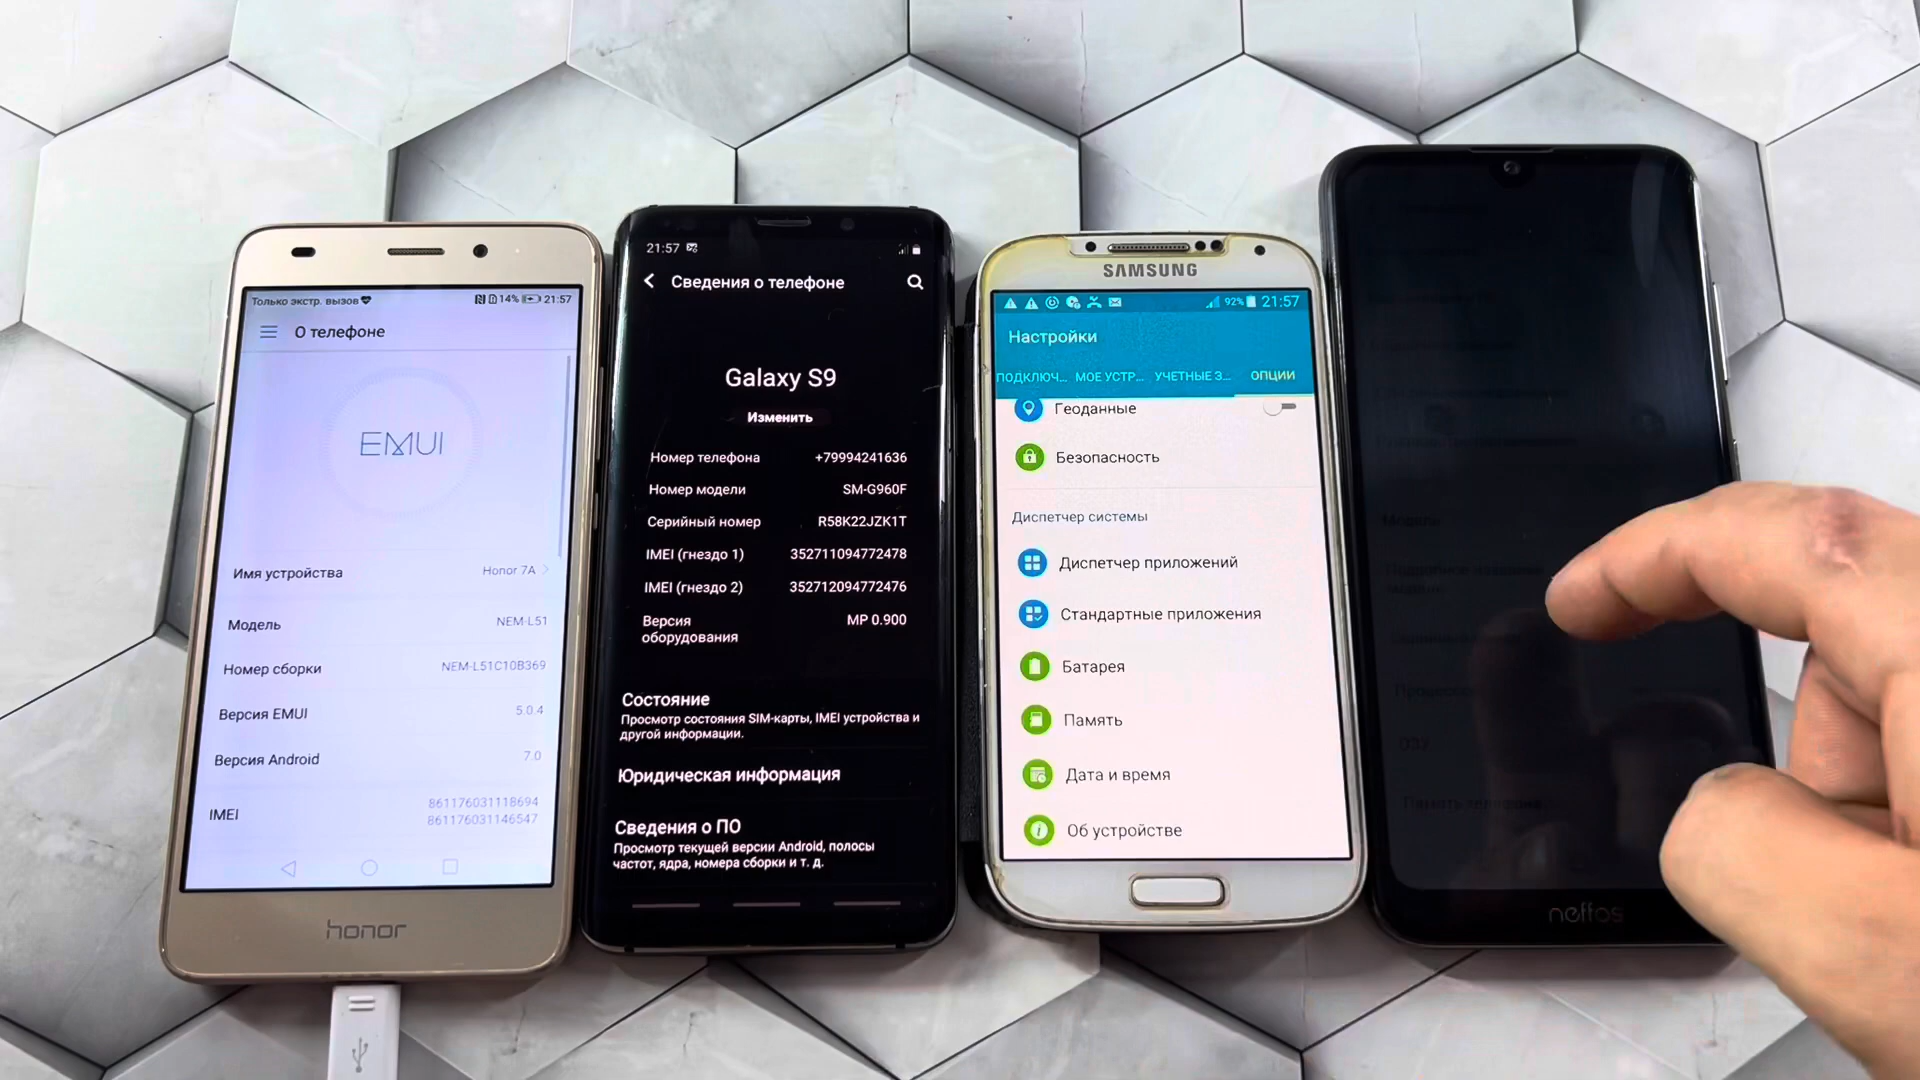 Только экстр. вызов
14%
21:57
О телефоне
EMUI
Имя устройства
Honor 7A
Модель
NEM-L51
Номер сборки
NEM-L51C10B369
Версия EMUI
5.0.4
Версия Android
7.0
IMEI
861176031118694
861176031146547
honor
21:57
Сведения о телефоне
Galaxy S9
Изменить
Номер телефона
+79994241636
Номер модели
SM-G960F
Серийный номер
R58K22JZK1T
IMEI (гнездо 1)
352711094772478
IMEI (гнездо 2)
352712094772476
Версия
оборудования
MP 0.900
Состояние
Просмотр состояния SIM-карты, IMEI устройства и
другой информации.
Юридическая информация
Сведения о ПО
Просмотр текущей версии Android, полосы
частот, ядра, номера сборки и т. д.
SAMSUNG
92%
21:57
Настройки
ПОДКЛЮЧ...
МОЕ УСТР...
УЧЕТНЫЕ З...
ОПЦИИ
Геоданные
Безопасность
Диспетчер системы
Диспетчер приложений
Стандартные приложения
Батарея
Память
Дата и время
Об устройстве
Модель
ОЗУ
Память телефона
neffos